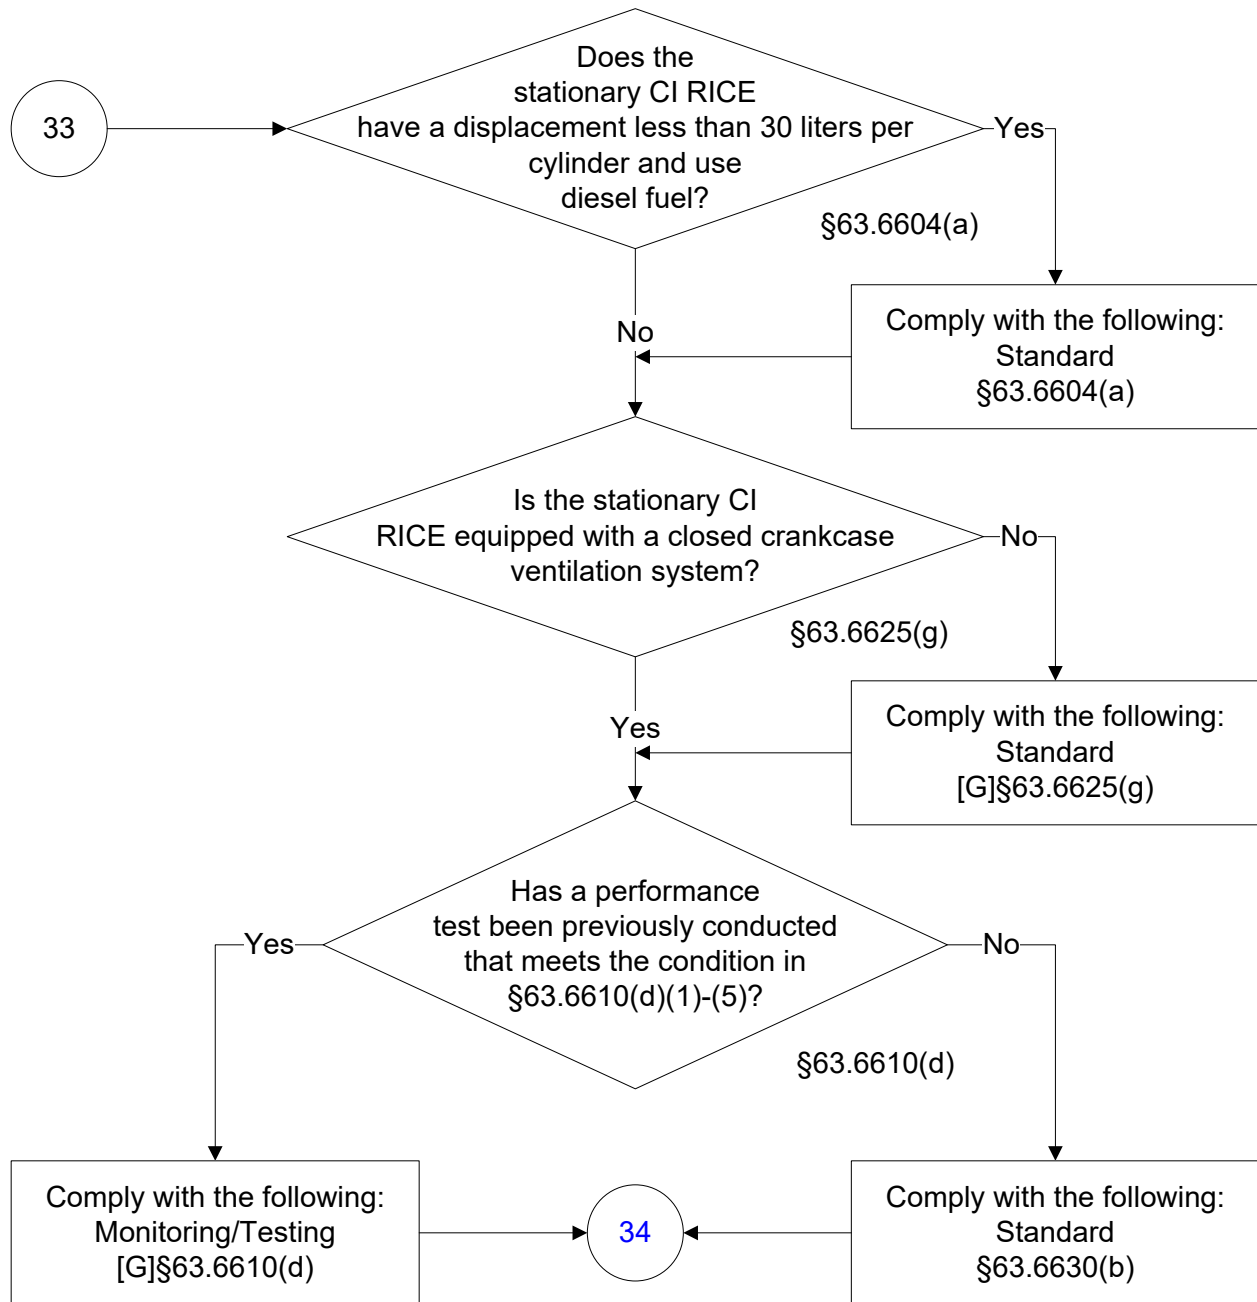 Does the
stationary CI RICE
have a displacement less than 30 liters per
cylinder and use
diesel fuel?
33
Yes
§63.6604(a)
Comply with the following:
Standard
§63.6604(a)
No
Is the stationary CI
RICE equipped with a closed crankcase
ventilation system?
No
§63.6625(g)
Comply with the following:
Standard
[G]§63.6625(g)
Yes
Has a performance
test been previously conducted
that meets the condition in
§63.6610(d)(1)-(5)?
Yes
No
§63.6610(d)
Comply with the following:
Monitoring/Testing
[G]§63.6610(d)
34
Comply with the following:
Standard
§63.6630(b)